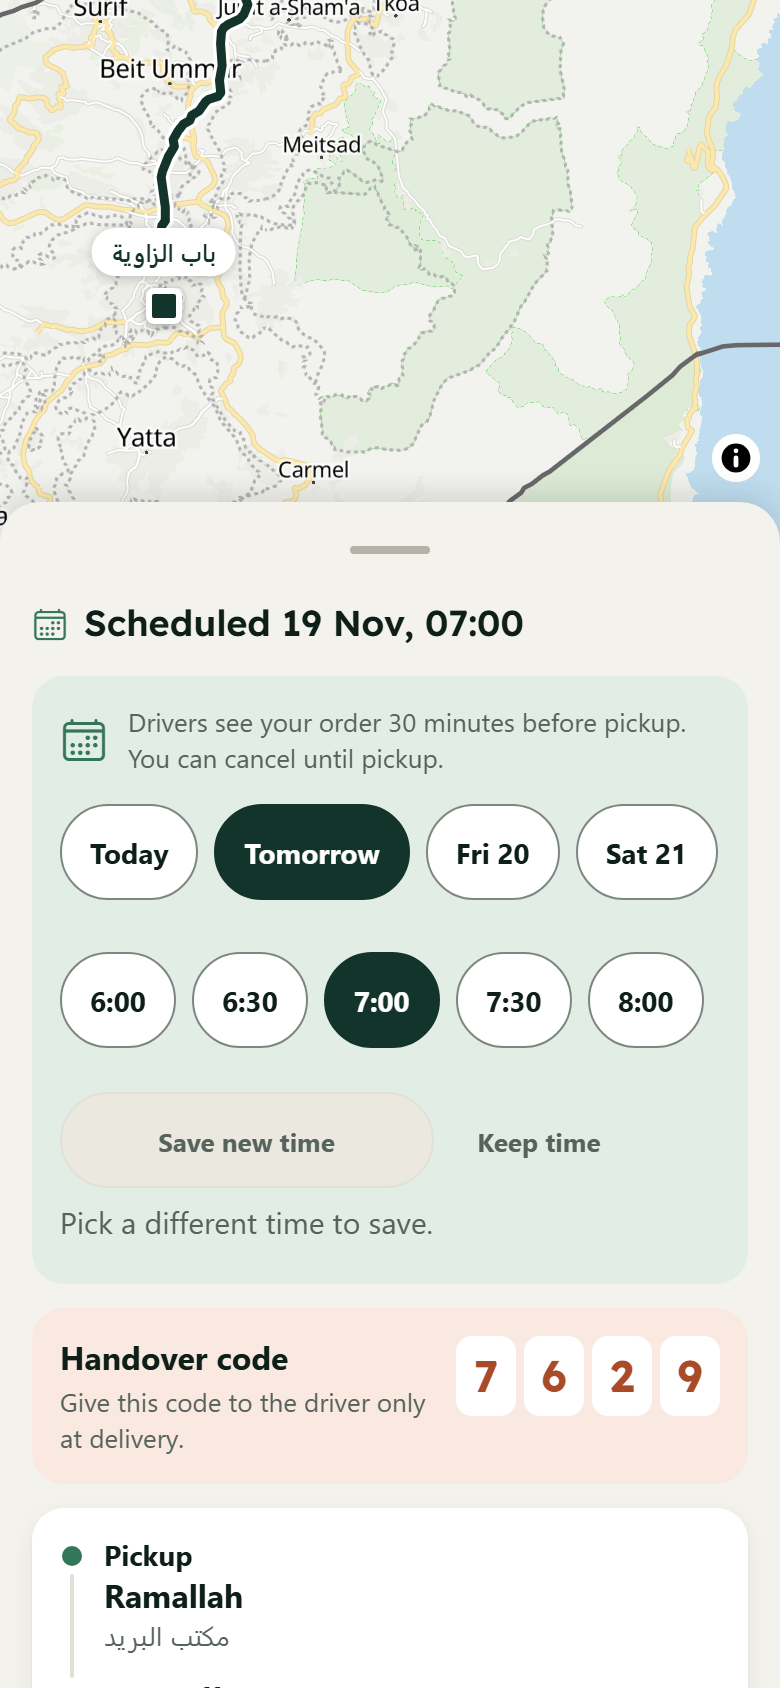 Surif
a-Sham'a
Beit Ummar
Meitsad
باب الزاوية
Yatta
Carmel
Scheduled 19 Nov, 07:00
Drivers see your order 30 minutes before pickup.
You can cancel until pickup.
Today
Tomorrow
Fri 20
Sat 21
6:00
6:30
7:00
7:30
8:00
Save new time
Keep time
Pick a different time to save.
Handover code
7 6 2 9
Give this code to the driver only
at delivery.
Pickup
Ramallah
مكتب البريد